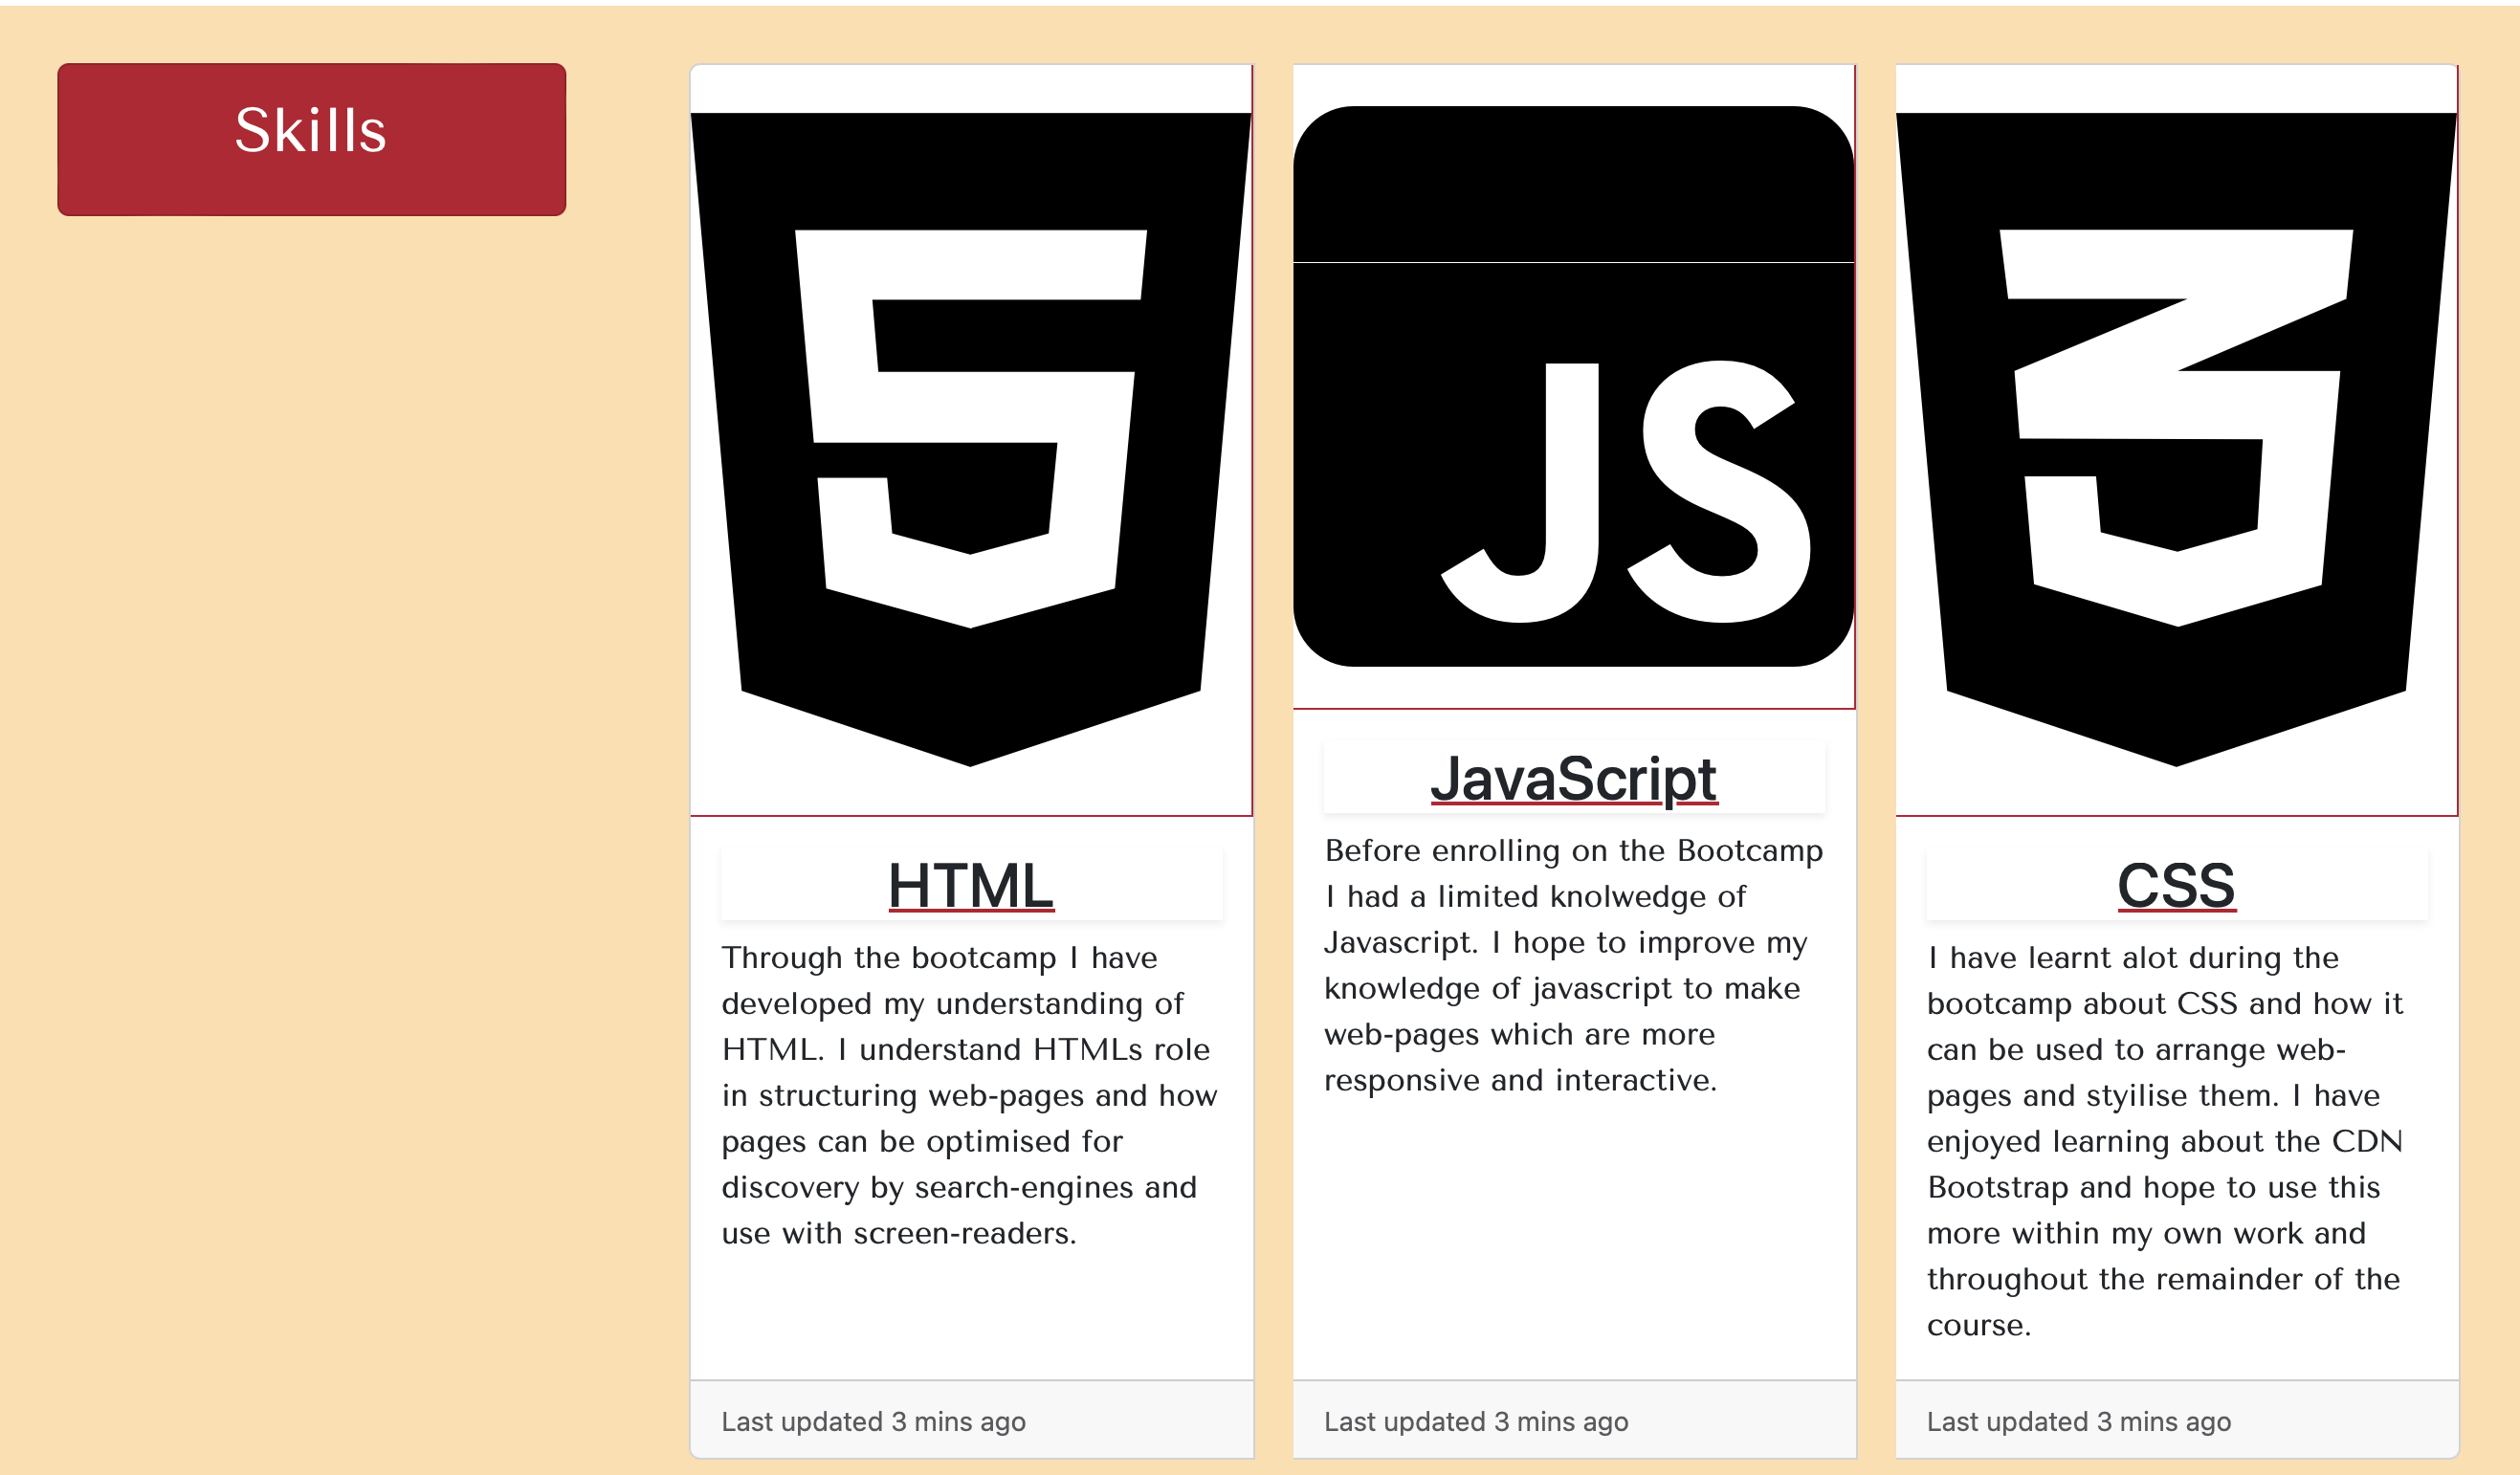 Skills
5
HTML
Through the bootcamp I have
developed my understanding of
HTML. I understand HTMLs role
in structuring web-pages and how
pages can be optimised for
discovery by search-engines and
use with screen-readers.
Last updated 3 mins ago
JS
JavaScript
Before enrolling on the Bootcamp
I had a limited knolwedge of
Javascript. I hope to improve my
knowledge of javascript to make
web-pages which are more
responsive and interactive.
Last updated 3 mins ago
3
CSS
I have learnt alot during the
bootcamp about CSS and how it
can be used to arrange web-
pages and styilise them. I have
enjoyed learning about the CDN
Bootstrap and hope to use this
more within my own work and
throughout the remainder of the
course.
Last updated 3 mins ago